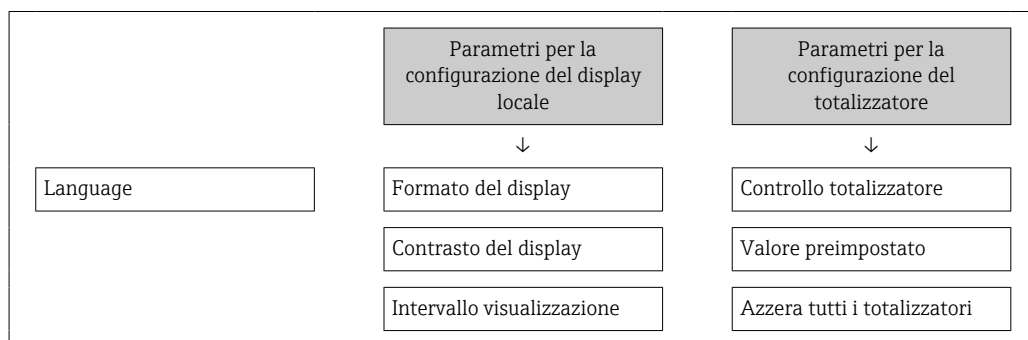 Parametri per la
configurazione del display
locale
Parametri per la
configurazione del
totalizzatore
↓
↓
Language
Formato del display
Controllo totalizzatore
Contrasto del display
Valore preimpostato
Intervallo visualizzazione
Azzera tutti i totalizzatori